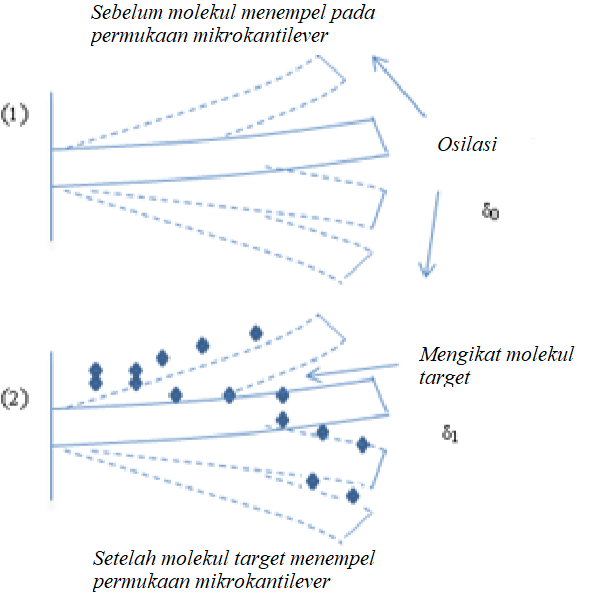 Sebelum molekul menempel pada
permukaan mikrokantilever
(1)
Osilasi
δ0
Mengikat molekul
target
(2)
δ1
Setelah molekul target menempel
permukaan mikrokantilever